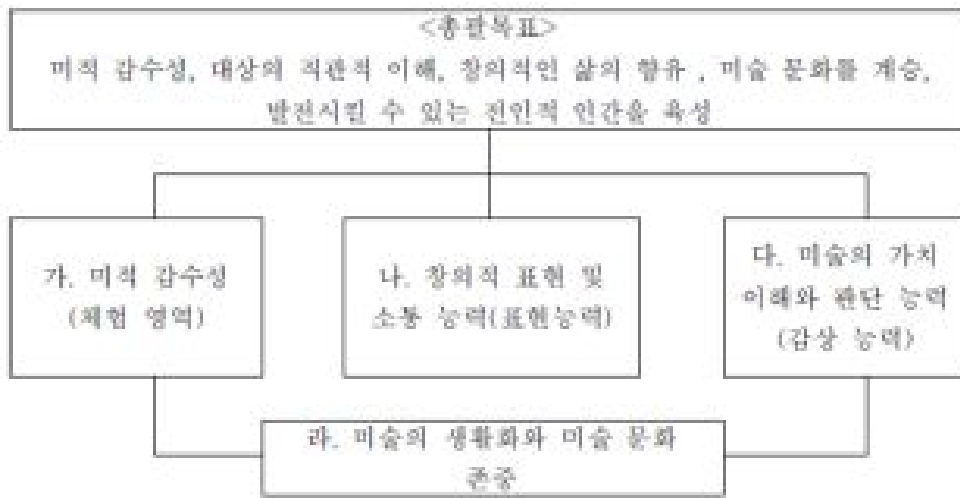 <총괄목표>
미적 감수성, 대상의 직관적 이해, 창의적인 삶의 향유 , 미술 문화를 계승,
발전시킬 수 있는 전인적 인간을 육성
가. 미적 감수성
(체험 영역)
나. 창의적 표현 및
소통 능력(표현능력)
다. 미술의 가치
이해와 판단 능력
(감상 능력)
라. 미술의 생활화와 미술 문화
존중